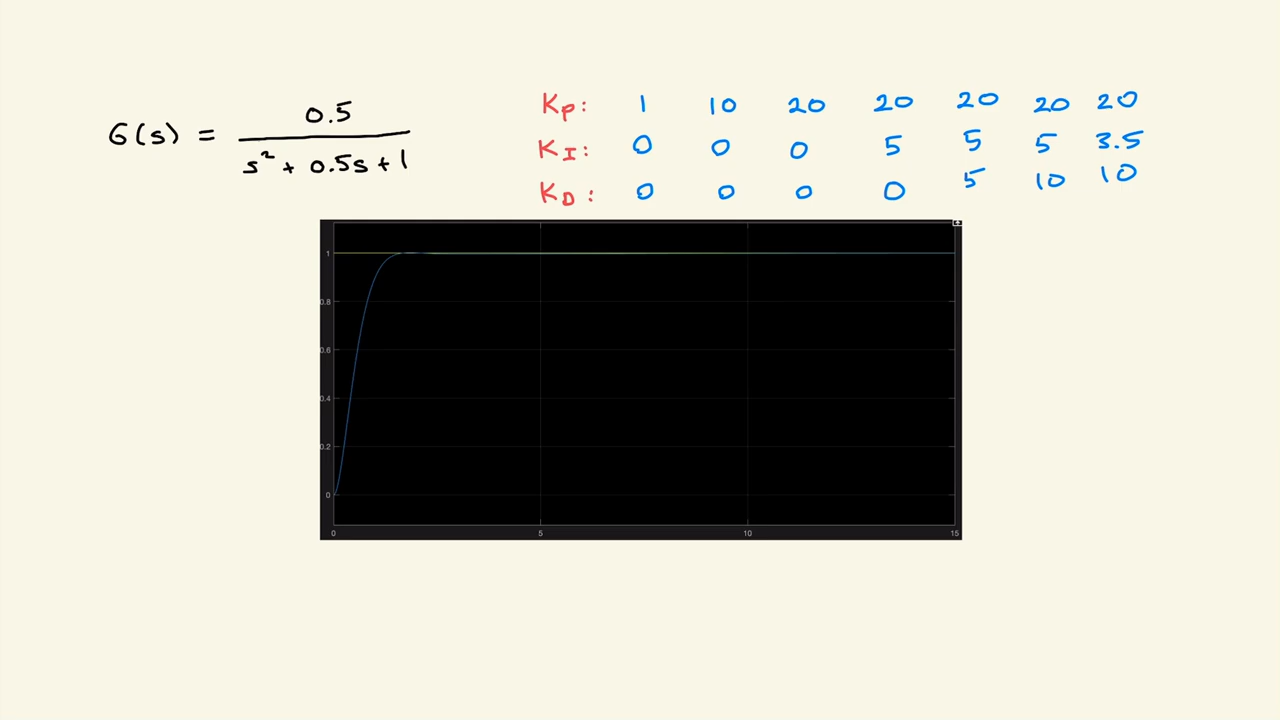 G(s) = 0.5 / s² + 0.5s + 1
Kp: 1 10 20 20 20 20 20
KI: 0 0 0 5 5 5 3.5
KD: 0 0 0 0 5 10 10
1
0.8
0.6
0.4
0.2
0
0 5 10 15